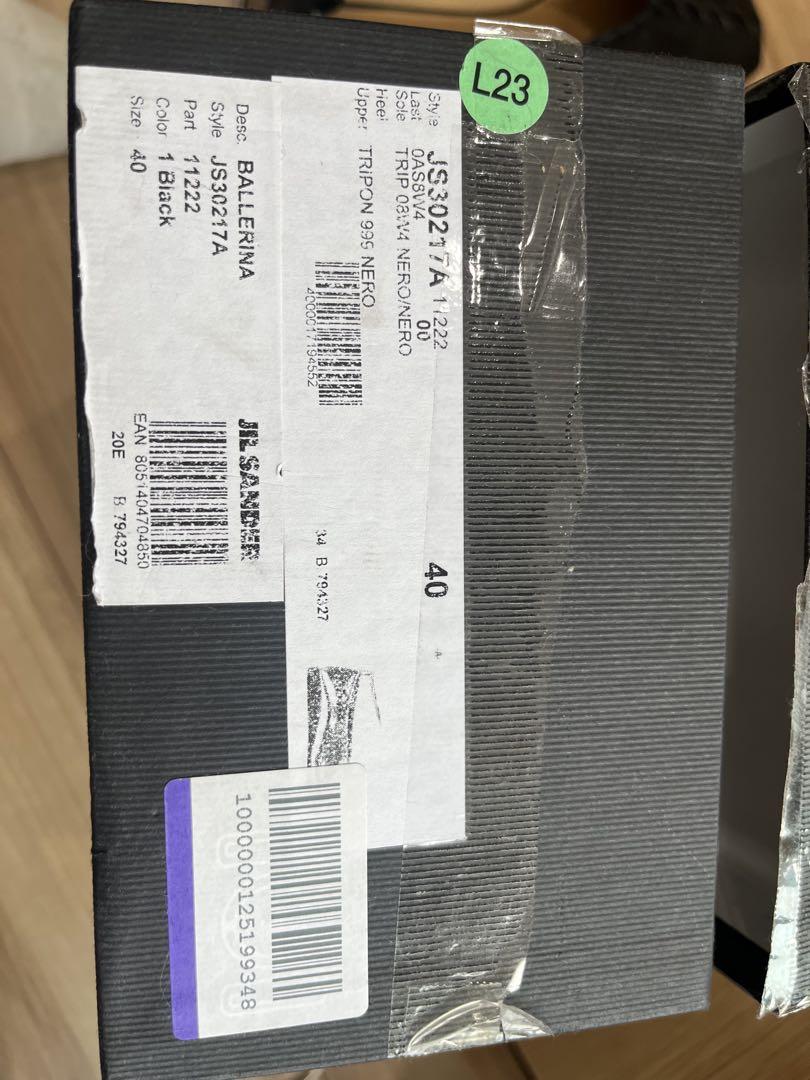 L23
Style JS30217A 11222
Last 0AS8W4 00
Sole TRIP 08W4 NERO/NERO
Heel
Upper TRIPON 999 NERO
4000017194552
40
A
34 B 794327
Desc. BALLERINA
Style JS30217A
Part 11222
Color 1 Black
Size 40
JIL SANDER
EAN 8051404704850
20E B 794327
1000000125199348